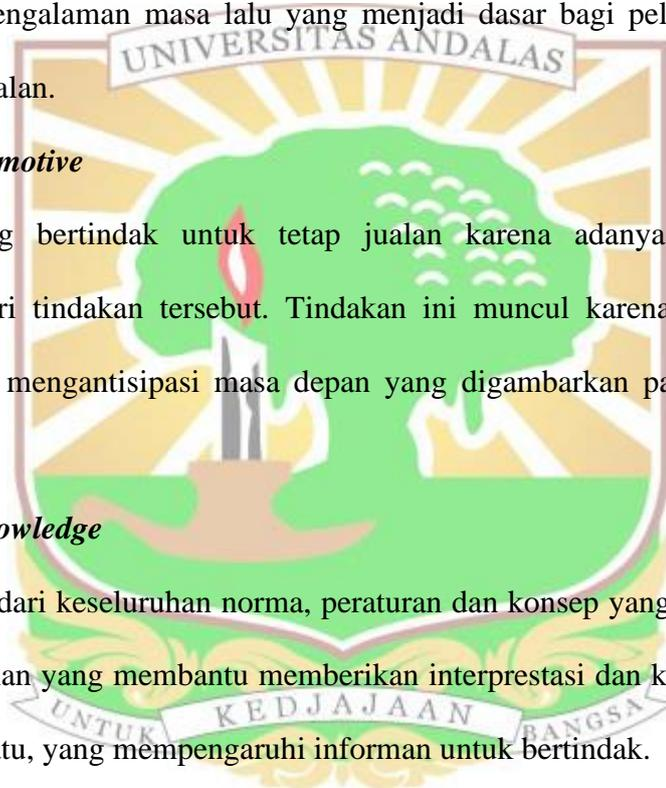 engalaman masa lalu yang menjadi dasar bagi pel
UNIVERSITAS ANDALAS
alan.
motive
g bertindak untuk tetap jualan karena adanya
ri tindakan tersebut. Tindakan ini muncul karena
mengantisipasi masa depan yang digambarkan pa
owledge
dari keseluruhan norma, peraturan dan konsep yang
an yang membantu memberikan interprestasi dan k
UNTUK KEDJAJAAN BANGSA
atu, yang mempengaruhi informan untuk bertindak.